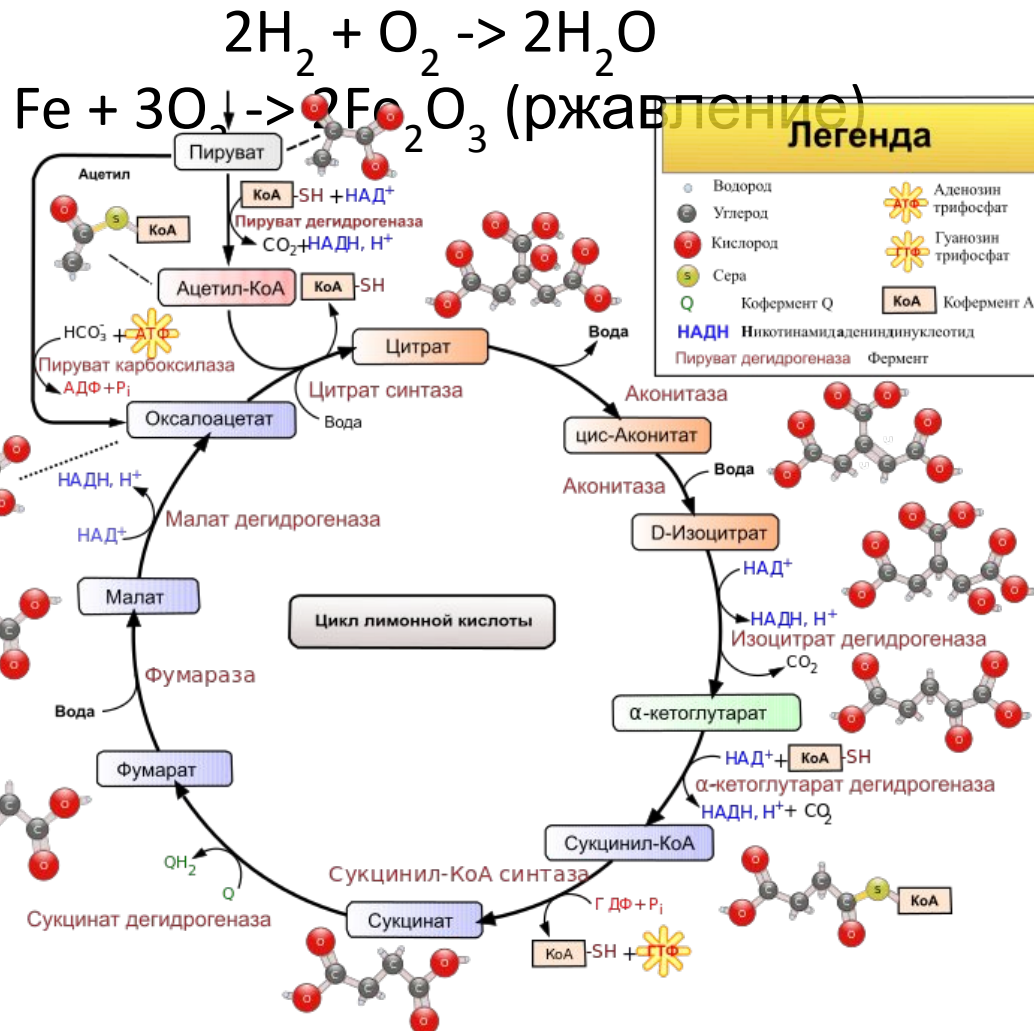 2H₂ + O₂ -> 2H₂O
Fe + 3O₂ -> 2Fe₂O₃ (ржавление)
Легенда
Водород
Углерод
Кислород
S Сера
Q Кофермент Q
НАДН Никотинамидадениндинуклеотид
Пируват дегидрогеназа Фермент
АТФ Аденозин
трифосфат
ГТФ Гуанозин
трифосфат
КоА Кофермент А
Пируват
Ацетил
S КоА
КоА-SH +НАД⁺
Пируват дегидрогеназа
CO₂+НАДН, H⁺
Ацетил-КоА
КоА-SH
HCO₃⁻ + АТФ
Пируват карбоксилаза
АДФ+Pᵢ
Цитрат
Цитрат синтаза
Вода
Вода
Аконитаза
цис-Аконитат
Вода
Аконитаза
D-Изоцитрат
НАД⁺
НАДН, H⁺
Изоцитрат дегидрогеназа
CO₂
α-кетоглутарат
НАД⁺+ КоА-SH
α-кетоглутарат дегидрогеназа
НАДН, H⁺+ CO₂
Сукцинил-КоА
S КоА
Сукцинил-КоА синтаза
ГДФ+Pᵢ
КоА-SH + ГТФ
Сукцинат
Q
QH₂
Сукцинат дегидрогеназа
Фумарат
Вода
Фумараза
Малат
НАД⁺
НАДН, H⁺
Малат дегидрогеназа
Оксалоацетат
Цикл лимонной кислоты